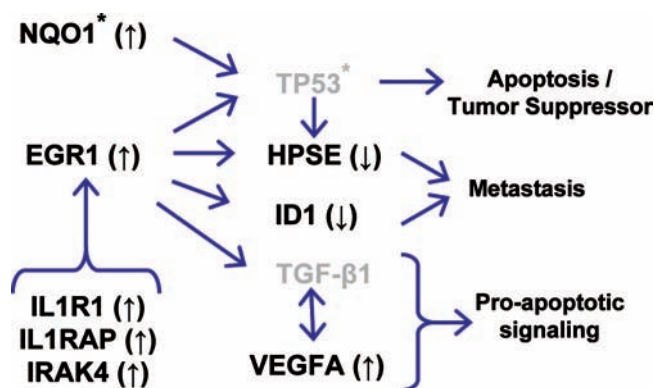 NQO1* (↑)
TP53*
Apoptosis /
Tumor Suppressor
EGR1 (↑)
HPSE (↓)
Metastasis
ID1 (↓)
TGF-β1
IL1R1 (↑)
IL1RAP (↑)
IRAK4 (↑)
Pro-apoptotic
signaling
VEGFA (↑)